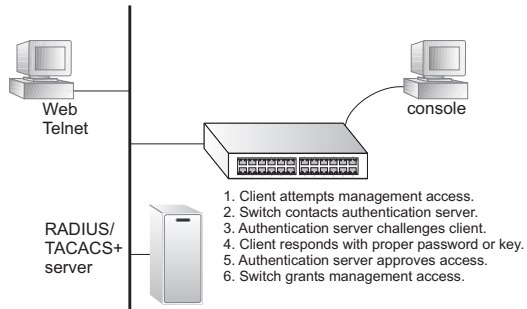 Web
Telnet
console
RADIUS/
TACACS+
server
1. Client attempts management access.
2. Switch contacts authentication server.
3. Authentication server challenges client.
4. Client responds with proper password or key.
5. Authentication server approves access.
6. Switch grants management access.